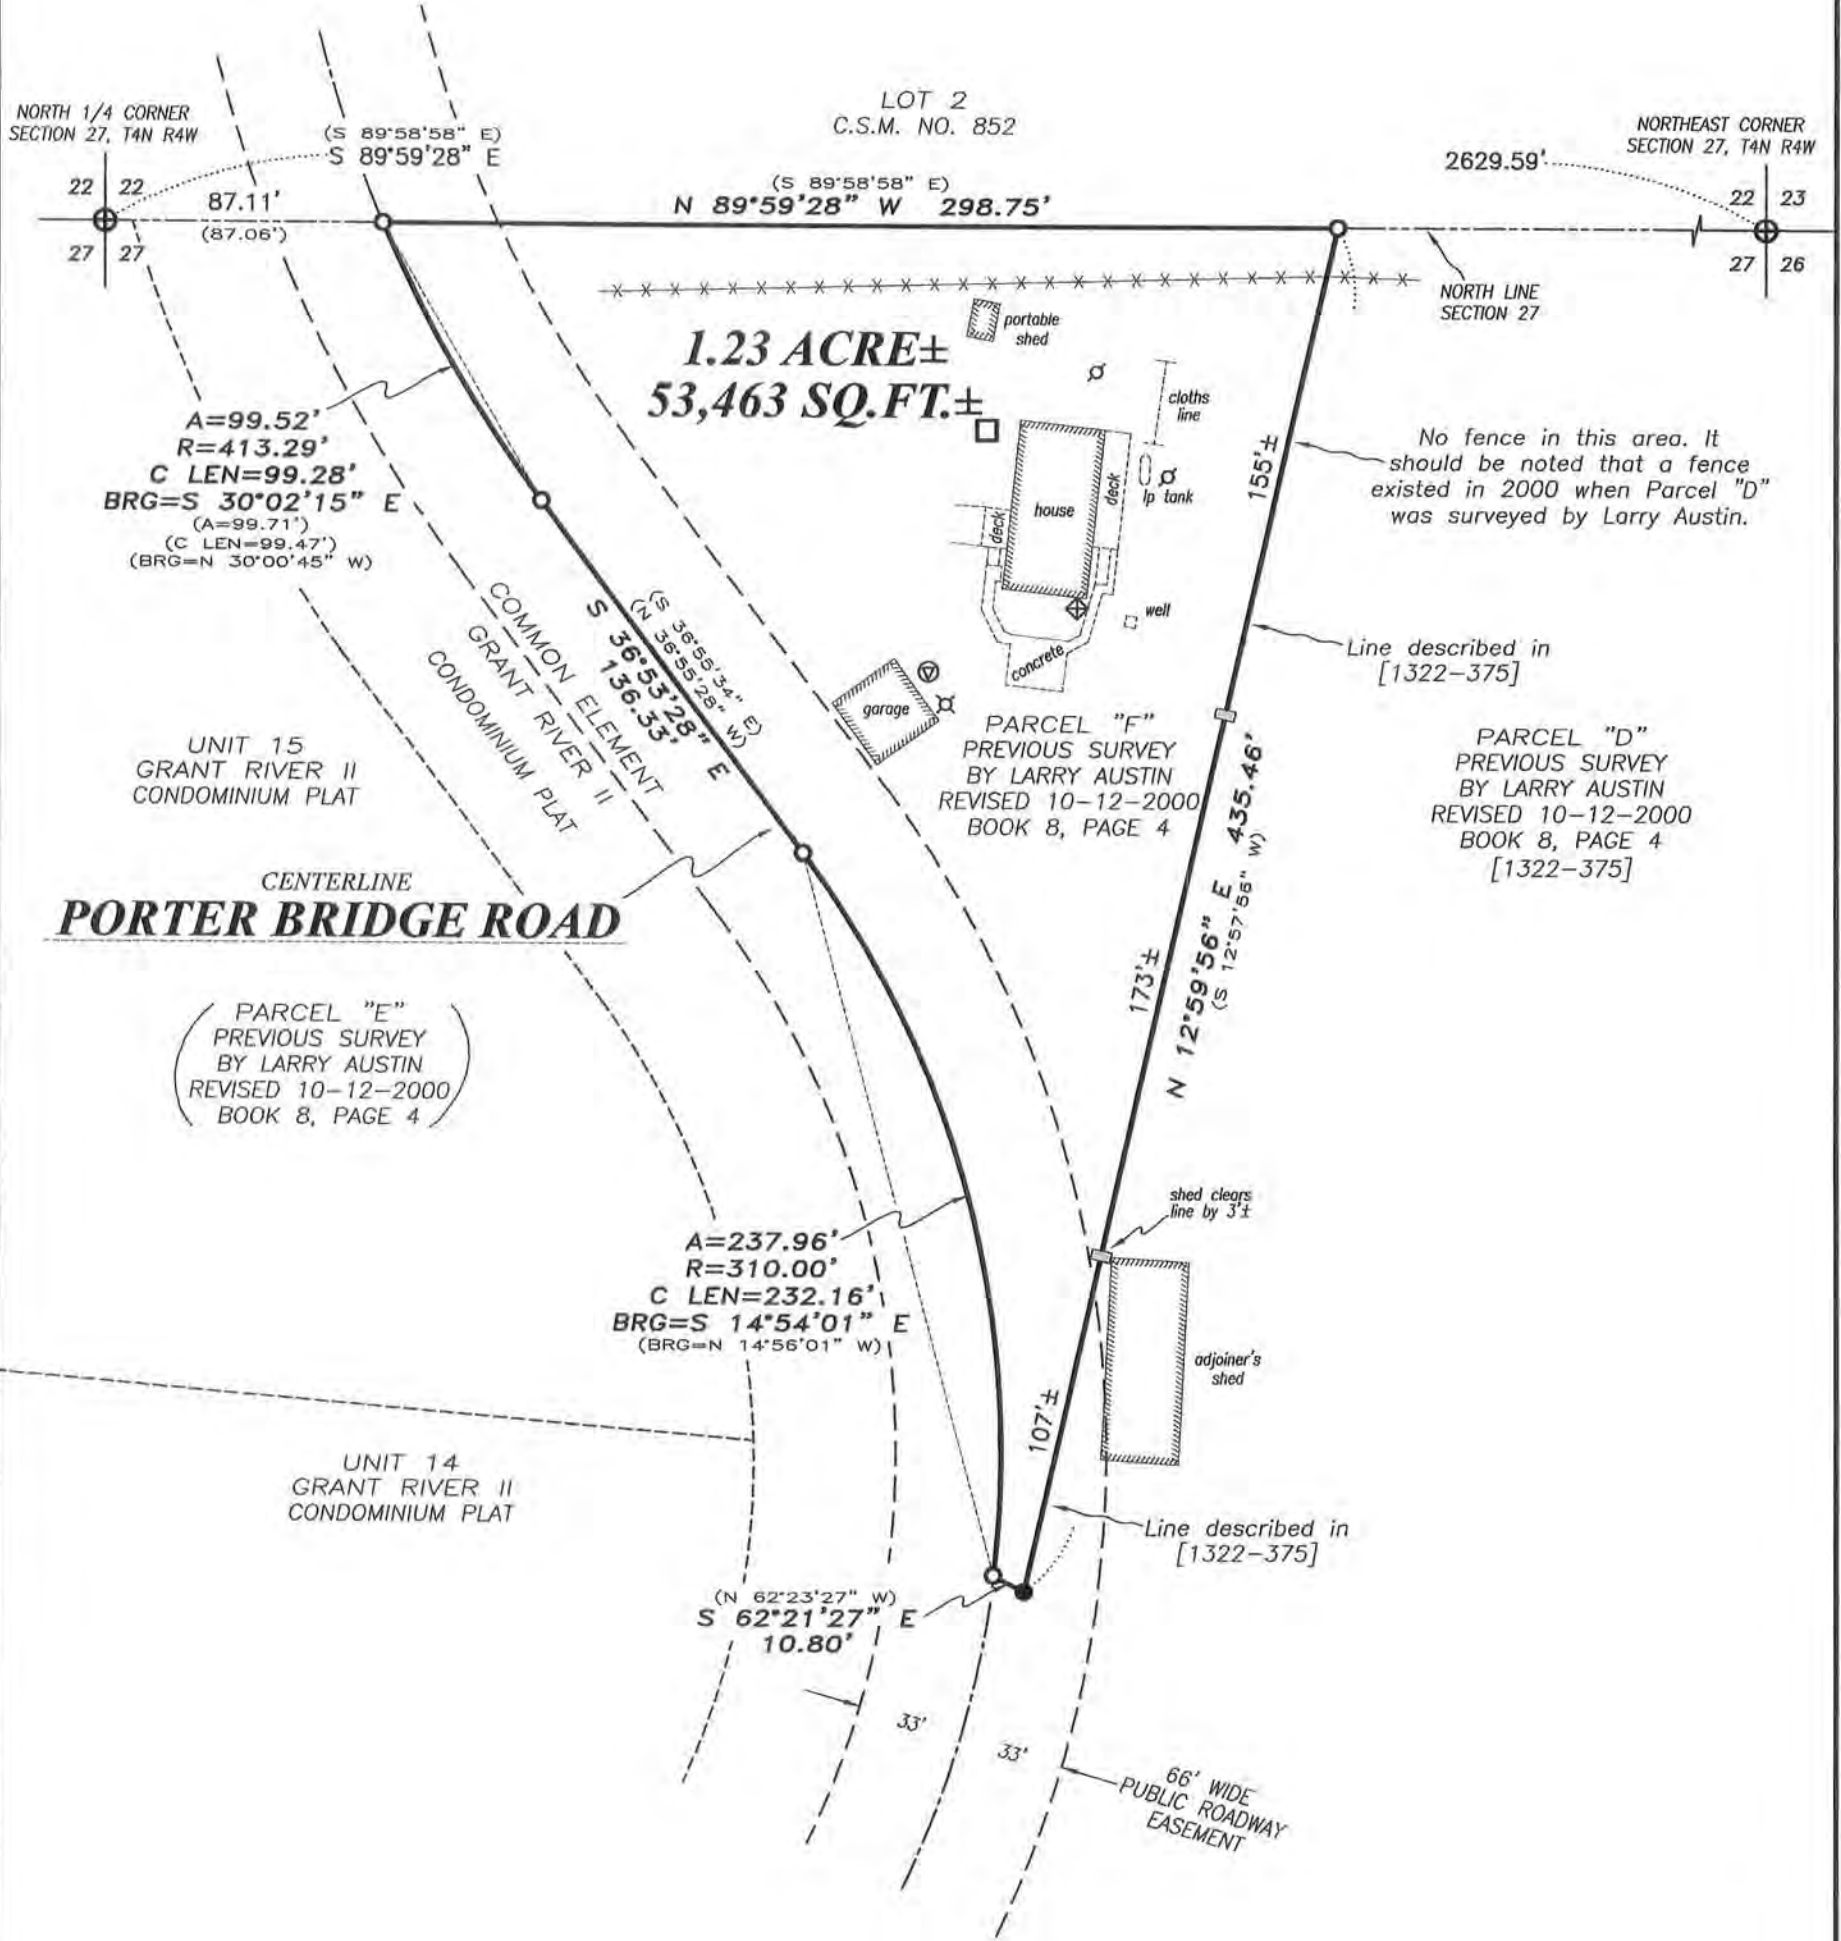 LOT 2
C.S.M. NO. 852
NORTH 1/4 CORNER
SECTION 27, T4N R4W
(S 89°58'58" E)
S 89°59'28" E
22 22
27 27
87.11'
(87.06')
(S 89°58'58" E)
N 89°59'28" W 298.75'
2629.59'
NORTHEAST CORNER
SECTION 27, T4N R4W
22 23
27 26
NORTH LINE
SECTION 27
1.23 ACRE±
53,463 SQ.FT.±
portable
shed
cloths
line
deck
lp tank
house
deck
well
concrete
garage
155'±
No fence in this area. It
should be noted that a fence
existed in 2000 when Parcel "D"
was surveyed by Larry Austin.
A=99.52'
R=413.29'
C LEN=99.28'
BRG=S 30°02'15" E
(A=99.71')
(C LEN=99.47')
(BRG=N 30°00'45" W)
(S 36°55'34" E)
(N 36°55'28" W)
S 36°53'28" E
136.33'
COMMON ELEMENT
GRANT RIVER II
CONDOMINIUM PLAT
Line described in
[1322-375]
UNIT 15
GRANT RIVER II
CONDOMINIUM PLAT
PARCEL "F"
PREVIOUS SURVEY
BY LARRY AUSTIN
REVISED 10-12-2000
BOOK 8, PAGE 4
PARCEL "D"
PREVIOUS SURVEY
BY LARRY AUSTIN
REVISED 10-12-2000
BOOK 8, PAGE 4
[1322-375]
CENTERLINE
PORTER BRIDGE ROAD
173'±
N 12°59'56" E 435.46'
(S 12°57'56" W)
PARCEL "E"
PREVIOUS SURVEY
BY LARRY AUSTIN
REVISED 10-12-2000
BOOK 8, PAGE 4
shed clears
line by 3'±
A=237.96'
R=310.00'
C LEN=232.16'
BRG=S 14°54'01" E
(BRG=N 14°56'01" W)
adjoiner's
shed
107'±
UNIT 14
GRANT RIVER II
CONDOMINIUM PLAT
Line described in
[1322-375]
(N 62°23'27" W)
S 62°21'27" E
10.80'
33'
33'
66' WIDE
PUBLIC ROADWAY
EASEMENT